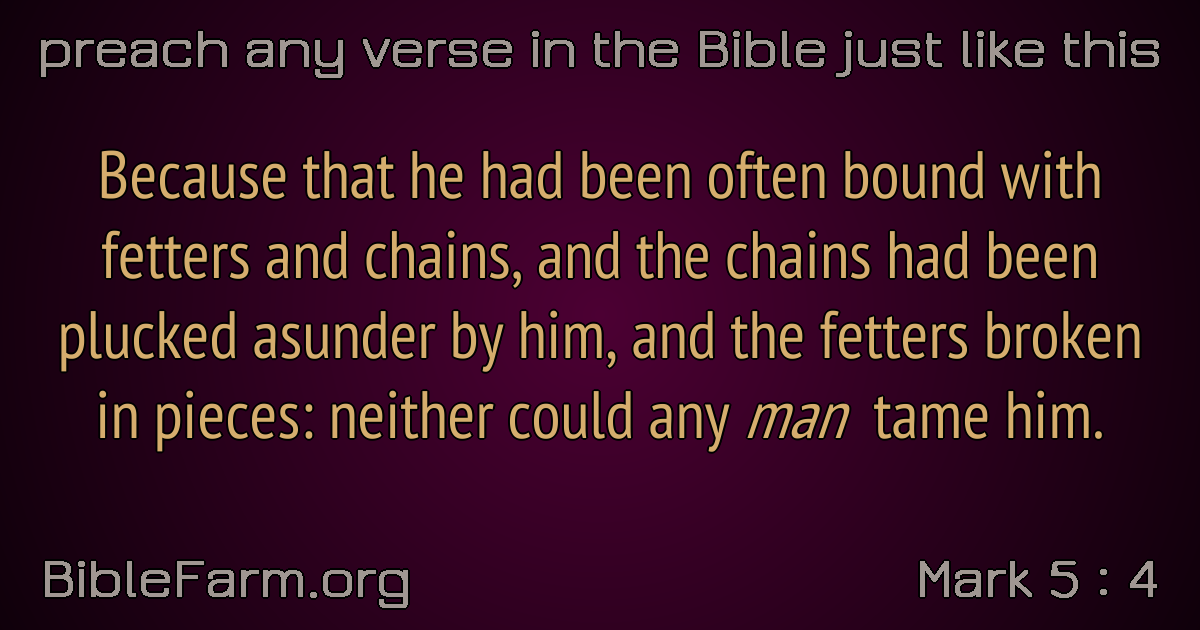 preach any verse in the Bible just like this
Because that he had been often bound with
fetters and chains, and the chains had been
plucked asunder by him, and the fetters broken
in pieces: neither could any man tame him.
BibleFarm.org
Mark 5 : 4